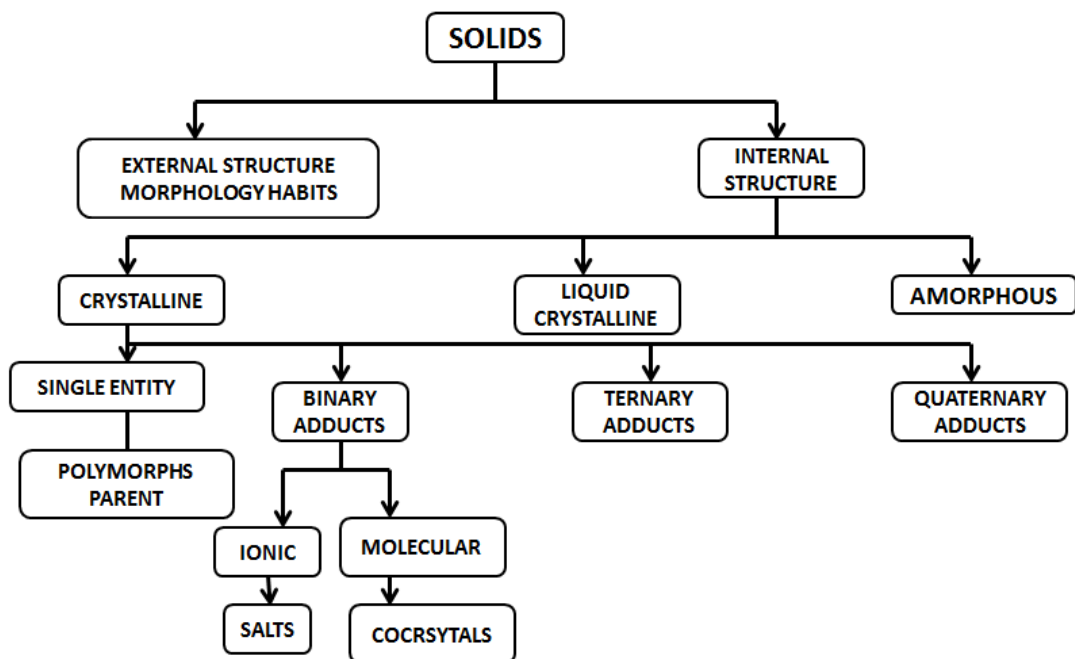 SOLIDS
EXTERNAL STRUCTURE
MORPHOLOGY HABITS
INTERNAL
STRUCTURE
CRYSTALLINE
LIQUID
CRYSTALLINE
AMORPHOUS
SINGLE ENTITY
BINARY
ADDUCTS
TERNARY
ADDUCTS
QUATERNARY
ADDUCTS
POLYMORPHS
PARENT
IONIC
MOLECULAR
SALTS
COCRSYTALS